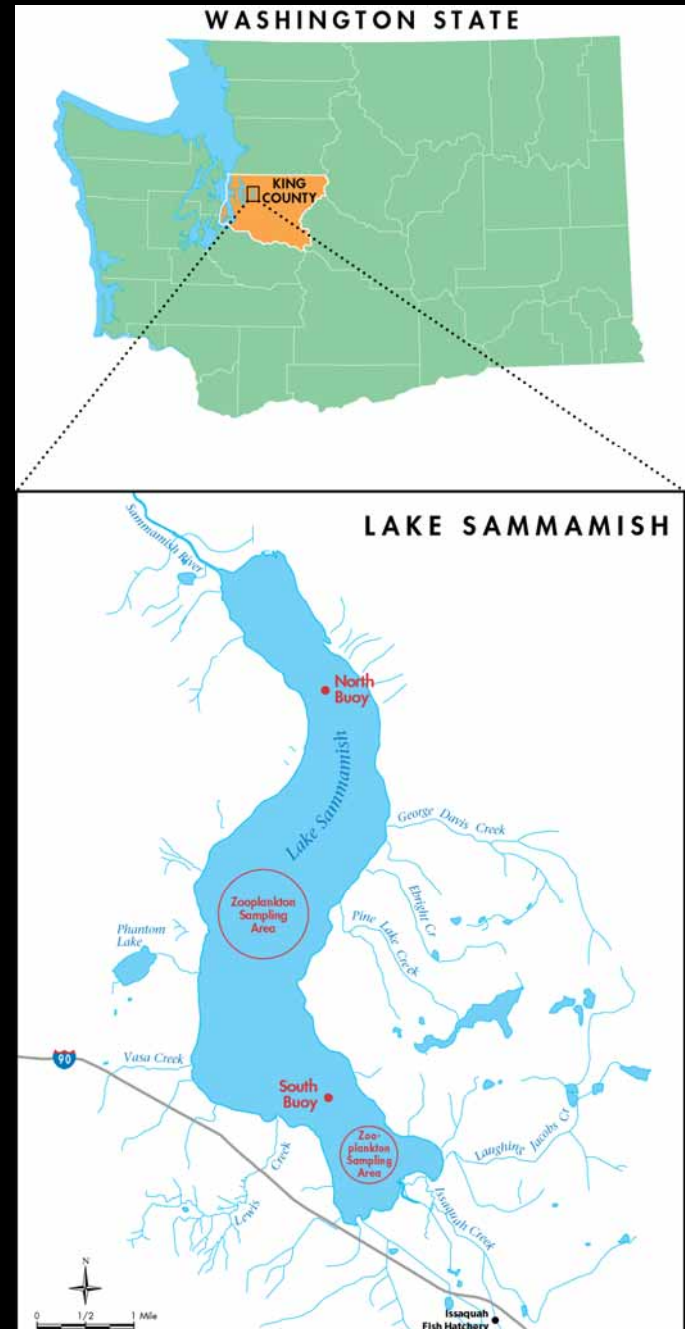 WASHINGTON STATE
KING
COUNTY
LAKE SAMMAMISH
Sammamish River
North
Buoy
Lake Sammamish
George Davis Creek
Ebright Cr
Zooplankton
Sampling
Area
Pine Lake Creek
Phantom
Lake
90
Vasa Creek
South
Buoy
Zoo-
plankton
Sampling
Area
Laughing Jacobs Cr
Lewis Creek
Issaquah Creek
N
0 1/2 1 Mile
Issaquah
Fish Hatchery